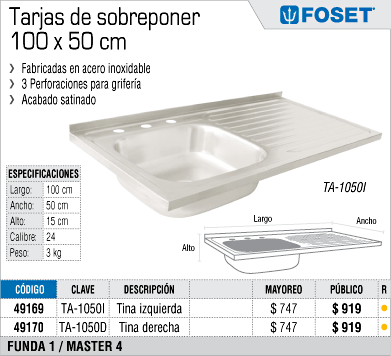 Tarjas de sobreponer
100 x 50 cm
FOSET®
Fabricadas en acero inoxidable
3 Perforaciones para grifería
Acabado satinado
TA-1050I
ESPECIFICACIONES
Largo: 100 cm
Ancho: 50 cm
Alto: 15 cm
Calibre: 24
Peso: 3 kg
Largo
Ancho
Alto
CÓDIGO CLAVE DESCRIPCIÓN MAYOREO PÚBLICO R
49169 TA-1050I Tina izquierda $ 747 $ 919
49170 TA-1050D Tina derecha $ 747 $ 919
FUNDA 1 / MASTER 4